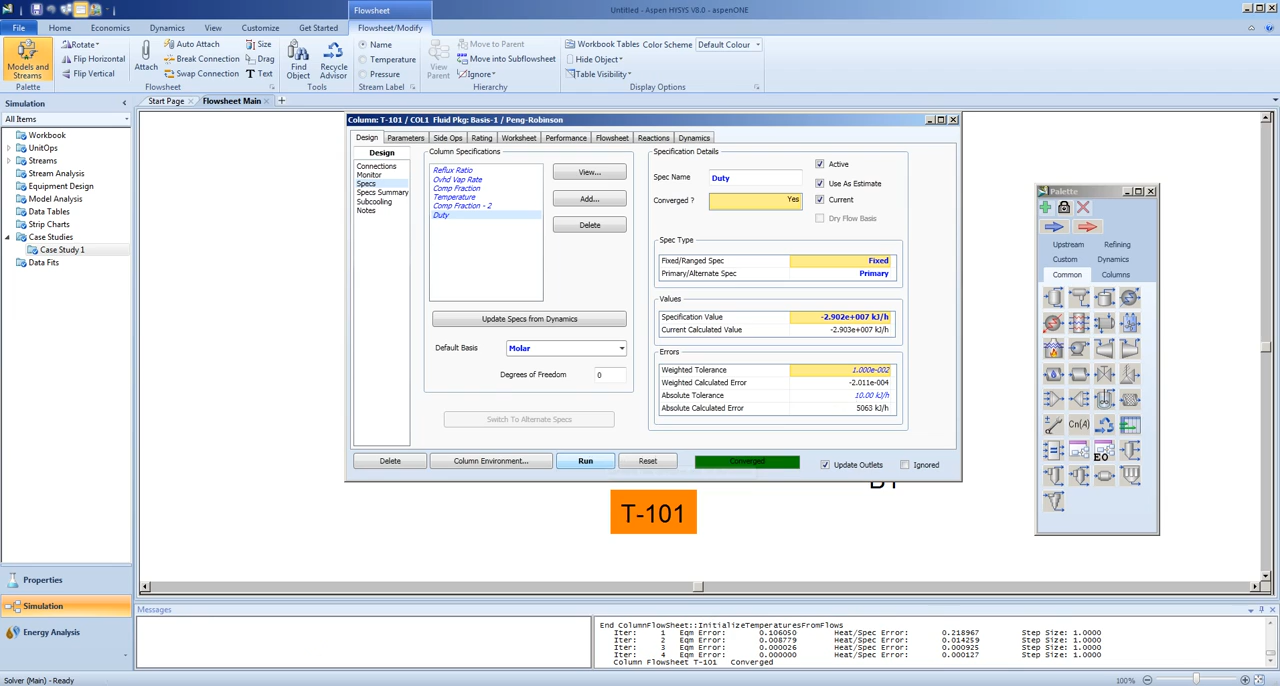 Flowsheet
Untitled - Aspen HYSYS V8.0 - aspenONE
File Home Economics Dynamics View Customize Get Started Flowsheet/Modify
Rotate Auto Attach Size Name Move to Parent Workbook Tables Color Scheme Default Colour
Models and Streams Flip Horizontal Attach Break Connection Drag Find Object Recycle Advisor Temperature View Parent Move into Subflowsheet Hide Object
Flip Vertical Swap Connection Text Pressure Ignore Table Visibility
Palette Flowsheet Tools Stream Label Hierarchy Display Options
Simulation
Start Page Flowsheet Main
All Items
Workbook
UnitOps
Streams
Stream Analysis
Equipment Design
Model Analysis
Data Tables
Strip Charts
Case Studies
Case Study 1
Data Fits
Properties
Simulation
Energy Analysis
Column: T-101 / COL1 Fluid Pkg: Basis-1 / Peng-Robinson
Design Parameters Side Ops Rating Worksheet Performance Flowsheet Reactions Dynamics
Design
Connections
Monitor
Specs
Specs Summary
Subcooling
Notes
Column Specifications
Reflux Ratio
Ovhd Vap Rate
Comp Fraction
Temperature
Comp Fraction - 2
Duty
View...
Add...
Delete
Update Specs from Dynamics
Default Basis Molar
Degrees of Freedom 0
Switch To Alternate Specs
Specification Details
Active
Spec Name Duty Use As Estimate
Converged ? Yes Current
Dry Flow Basis
Spec Type
Fixed/Ranged Spec Fixed
Primary/Alternate Spec Primary
Values
Specification Value -2.902e+007 kJ/h
Current Calculated Value -2.903e+007 kJ/h
Errors
Weighted Tolerance 1.000e-002
Weighted Calculated Error -2.011e-004
Absolute Tolerance 10.00 kJ/h
Absolute Calculated Error 5063 kJ/h
Delete Column Environment... Run Reset Converged Update Outlets Ignored
T-101
Palette
Upstream Refining
Custom Dynamics
Common Columns
Cn(A)
EO
Messages
End ColumnFlowSheet::InitializeTemperaturesFromFlows
Iter: 1 Eqm Error: 0.106050 Heat/Spec Error: 0.218967 Step Size: 1.0000
Iter: 2 Eqm Error: 0.008779 Heat/Spec Error: 0.014259 Step Size: 1.0000
Iter: 3 Eqm Error: 0.000026 Heat/Spec Error: 0.000925 Step Size: 1.0000
Iter: 4 Eqm Error: 0.000000 Heat/Spec Error: 0.000127 Step Size: 1.0000
Column Flowsheet T-101 Converged
Solver (Main) - Ready
100%